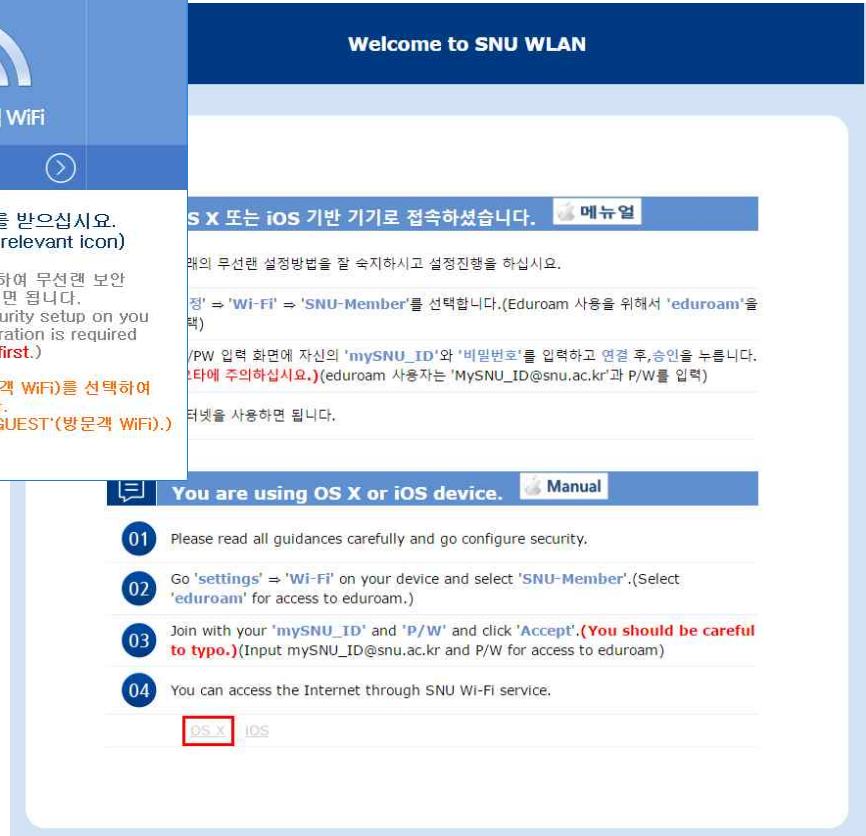 Welcome to SNU WLAN
WiFi
를 받으십시요.
relevant icon)
하여 무선랜 보안
면 됩니다.
urity setup on you
ration is required
first.)
객 WiFi)를 선택하여
GUEST'(방문객 WiFi).)
S X 또는 iOS 기반 기기로 접속하셨습니다. 메뉴얼
래의 무선랜 설정방법을 잘 숙지하시고 설정진행을 하십시요.
정' ⇒ 'Wi-Fi' ⇒ 'SNU-Member'를 선택합니다.(Eduroam 사용을 위해서 'eduroam'을
택)
/PW 입력 화면에 자신의 'mySNU_ID'와 '비밀번호'를 입력하고 연결 후,승인을 누릅니다.
오타에 주의하십시요.)(eduroam 사용자는 'MySNU_ID@snu.ac.kr'과 P/W를 입력)
터넷을 사용하면 됩니다.
You are using OS X or iOS device. Manual
01 Please read all guidances carefully and go configure security.
02 Go 'settings' ⇒ 'Wi-Fi' on your device and select 'SNU-Member'.(Select
'eduroam' for access to eduroam.)
03 Join with your 'mySNU_ID' and 'P/W' and click 'Accept'.(You should be careful
to typo.)(Input mySNU_ID@snu.ac.kr and P/W for access to eduroam)
04 You can access the Internet through SNU Wi-Fi service.
OS X iOS